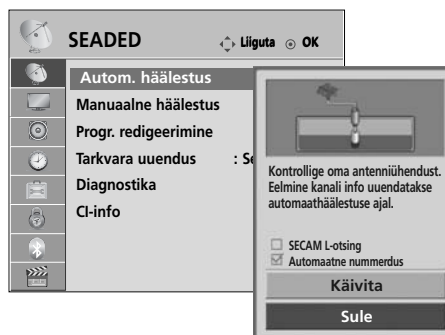 SEADED
Liiguta
OK
Autom. häälestus
Manuaalne häälestus
Progr. redigeerimine
Tarkvara uuendus : Se
Diagnostika
CI-info
Kontrollige oma antenniühendust.
Eelmine kanali info uuendatakse
automaathäälestuse ajal.
SECAM L-otsing
Automaatne nummerdus
Käivita
Sule